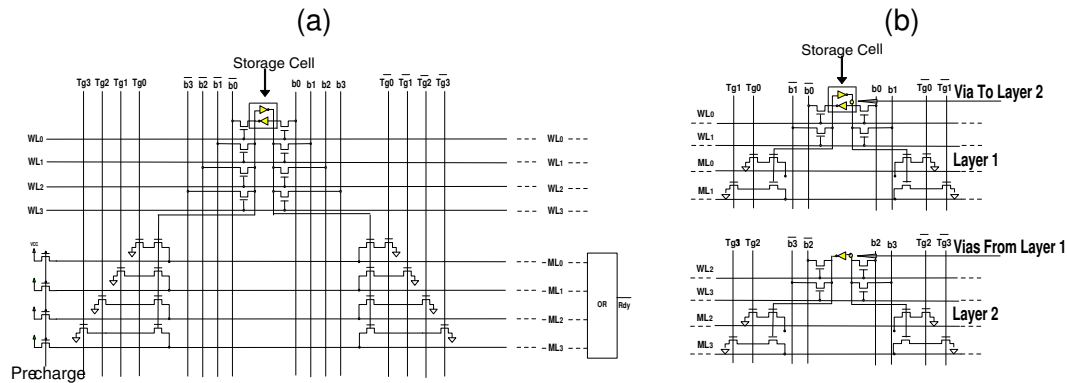 (a)
Storage Cell
Tg3 Tg2 Tg1 Tg0 b3 b2 b1 b0 b0 b1 b2 b3 Tg0 Tg1 Tg2 Tg3
WL0 WL0
WL1 WL1
WL2 WL2
WL3 WL3
VCC
ML0
ML1
OR Rdy
ML2
ML3
Precharge
(b)
Storage Cell
Tg1 Tg0 b1 b0 b0 b1 Tg0 Tg1
Via To Layer 2
WL0
WL1
ML0 Layer 1
ML1
Tg3 Tg2 b3 b2 b2 b3 Tg2 Tg3
Vias From Layer 1
WL2
WL3
Layer 2
ML2
ML3